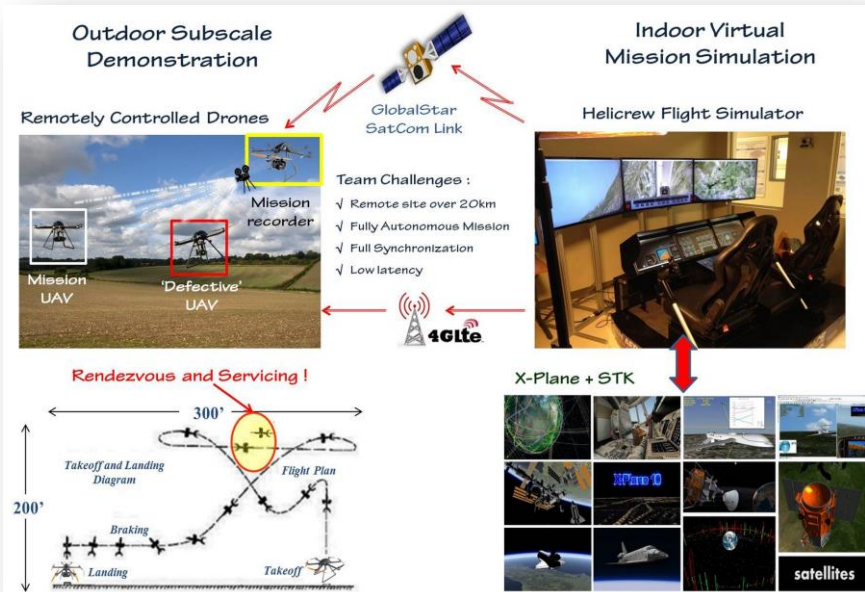 Outdoor Subscale
Demonstration
Indoor Virtual
Mission Simulation
GlobalStar
SatCom Link
Remotely Controlled Drones
Helicrew Flight Simulator
Mission
recorder
Mission
UAV
'Defective'
UAV
Team Challenges :
√ Remote site over 20km
√ Fully Autonomous Mission
√ Full Synchronization
√ Low latency
4GLte
Rendezvous and Servicing !
300'
200'
Takeoff and Landing
Diagram
Flight Plan
Braking
Landing
Takeoff
X-Plane + STK
X-Plane 10
satellites